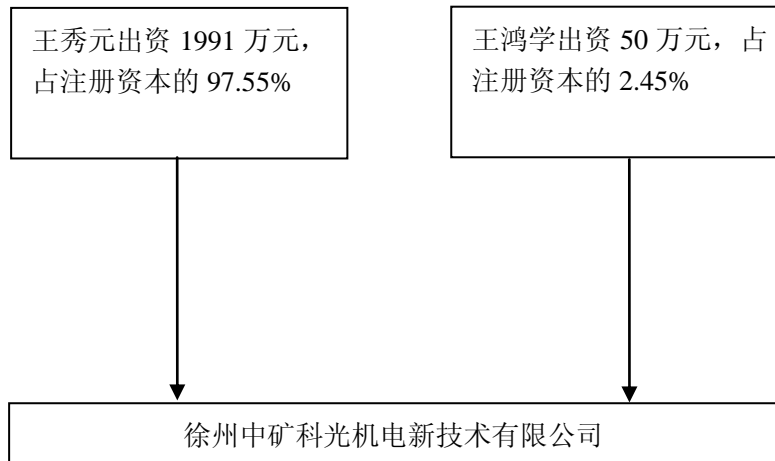 王秀元出资 1991 万元，
占注册资本的 97.55%
王鸿学出资 50 万元，占
注册资本的 2.45%
徐州中矿科光机电新技术有限公司